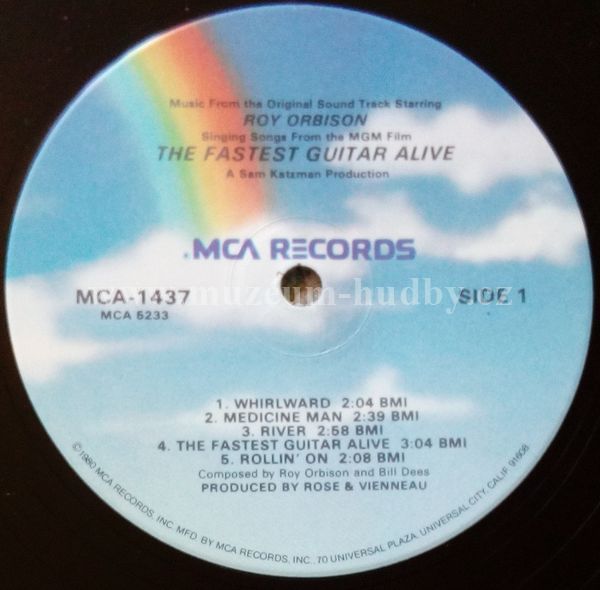 Music From the Original Sound Track Starring
ROY ORBISON
Singing Songs From the MGM Film
THE FASTEST GUITAR ALIVE
A Sam Katzman Production
MCA RECORDS
MCA-1437
SIDE 1
MCA 5233
www.muzeum-hudby.cz
1. WHIRLWARD 2:04 BMI
2. MEDICINE MAN 2:39 BMI
3. RIVER 2:58 BMI
4. THE FASTEST GUITAR ALIVE 3:04 BMI
5. ROLLIN' ON 2:08 BMI
Composed by Roy Orbison and Bill Dees
PRODUCED BY ROSE & VIENNEAU
©1980 MCA RECORDS, INC. MFD. BY MCA RECORDS, INC., 70 UNIVERSAL PLAZA, UNIVERSAL CITY, CALIF. 91608